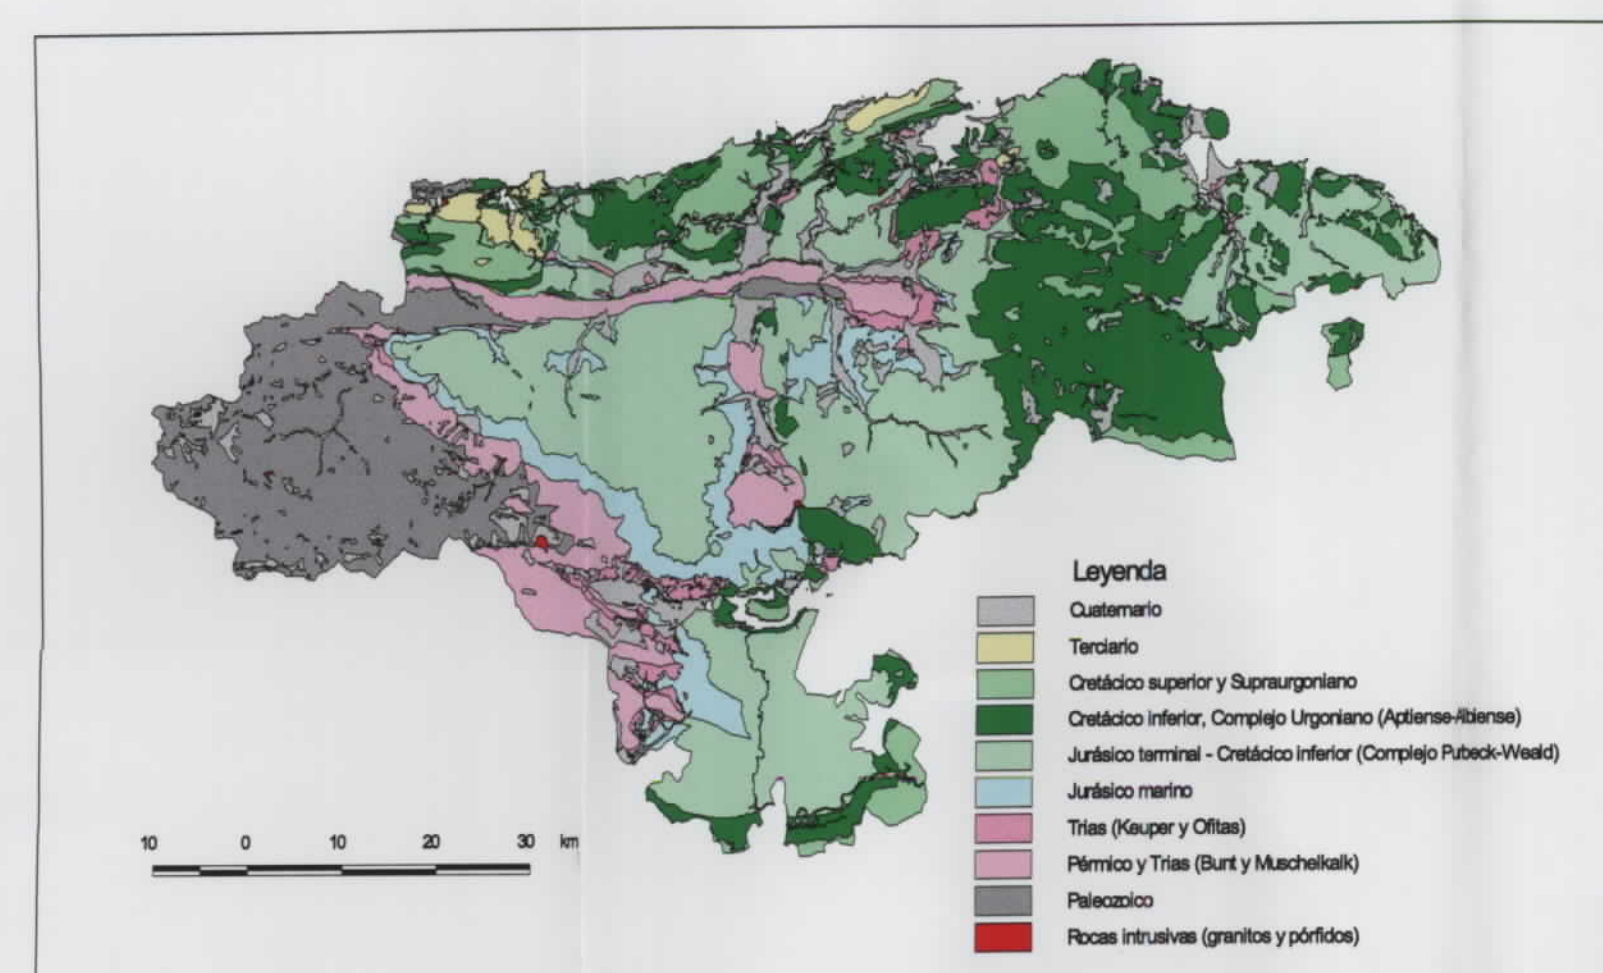 Leyenda
Cuaternario
Terciario
Cretácico superior y Supraurgoniano
Cretácico inferior, Complejo Urgoniano (Aptiense-Albiense)
Jurásico terminal - Cretácico inferior (Complejo Pubeck-Weald)
Jurásico marino
Trias (Keuper y Ofitas)
Pérmico y Trias (Bunt y Muschelkalk)
Paleozoico
Rocas intrusivas (granitos y pórfidos)
10 0 10 20 30 km